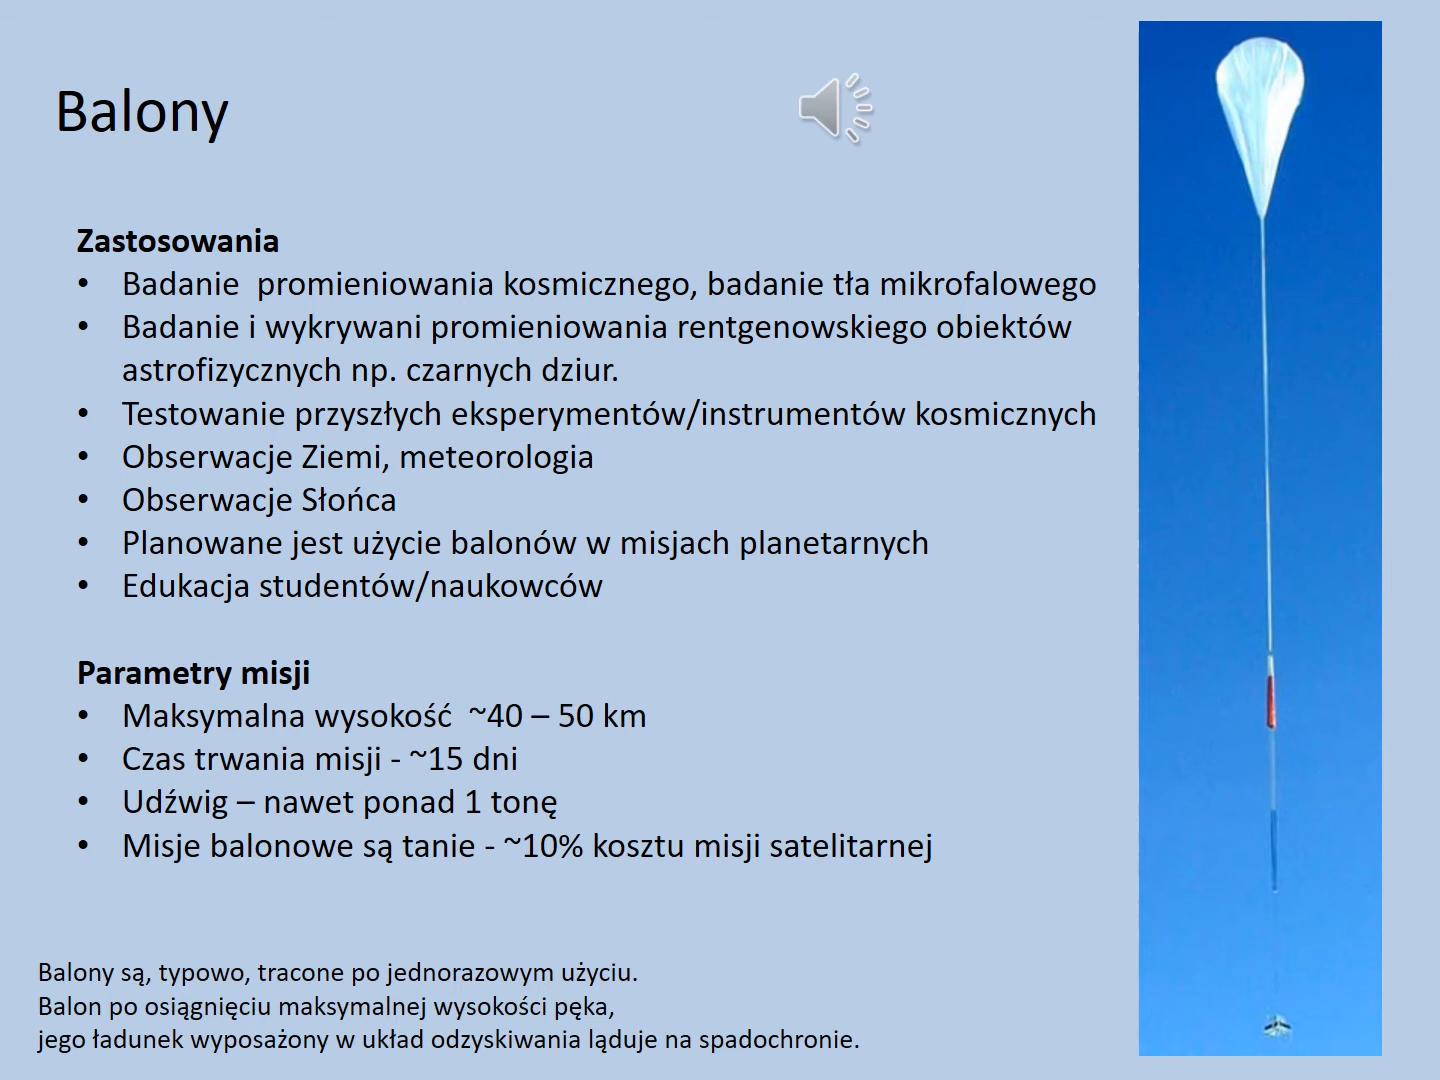 Balony
Zastosowania
• Badanie  promieniowania kosmicznego, badanie tła mikrofalowego
• Badanie i wykrywani promieniowania rentgenowskiego obiektów
astrofizycznych np. czarnych dziur.
• Testowanie przyszłych eksperymentów/instrumentów kosmicznych
• Obserwacje Ziemi, meteorologia
• Obserwacje Słońca
• Planowane jest użycie balonów w misjach planetarnych
• Edukacja studentów/naukowców
Parametry misji
• Maksymalna wysokość  ~40 – 50 km
• Czas trwania misji - ~15 dni
• Udźwig – nawet ponad 1 tonę
• Misje balonowe są tanie - ~10% kosztu misji satelitarnej
Balony są, typowo, tracone po jednorazowym użyciu.
Balon po osiągnięciu maksymalnej wysokości pęka,
jego ładunek wyposażony w układ odzyskiwania ląduje na spadochronie.